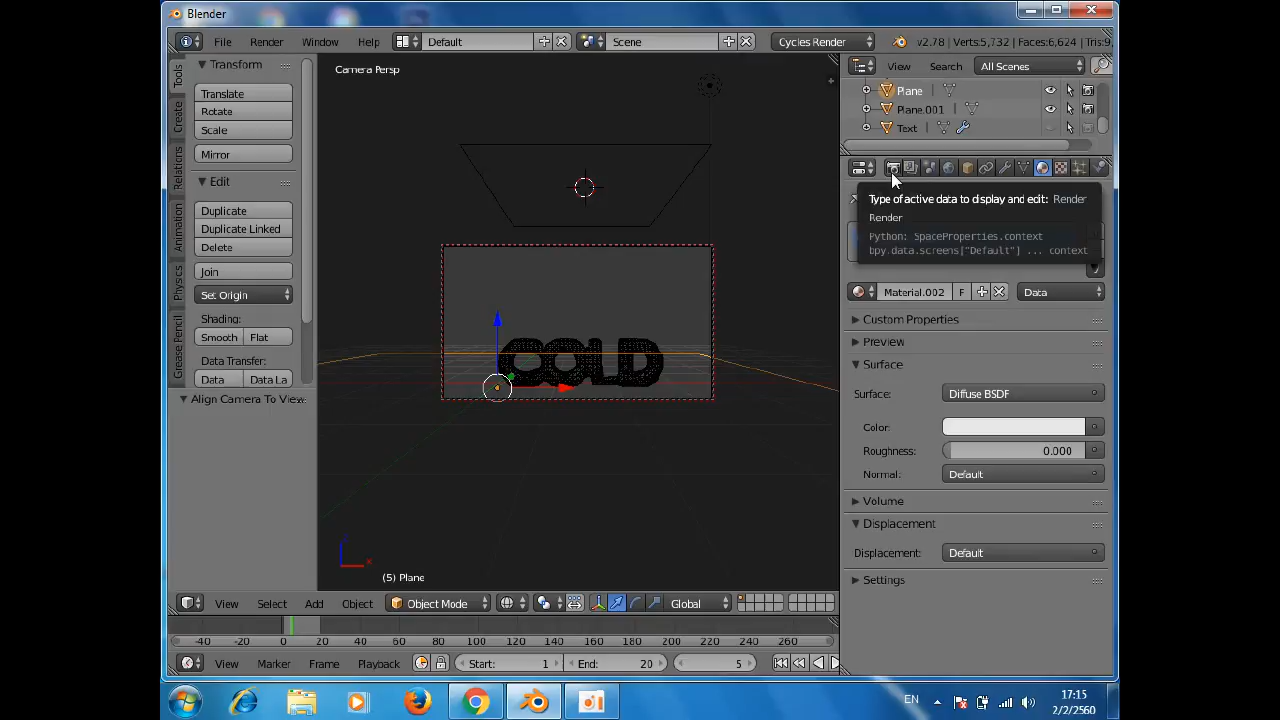 Blender
File Render Window Help Default Scene Cycles Render v2.78 | Verts:5,732 | Faces:6,624 | Tris:9,
View Search All Scenes
Plane
Plane.001
Text
Tools
Create
Relations
Animation
Physics
Grease Pencil
Transform
Translate
Rotate
Scale
Mirror
Edit
Duplicate
Duplicate Linked
Delete
Join
Set Origin
Shading:
Smooth Flat
Data Transfer:
Data Data La
Align Camera To View
Camera Persp
COLD
(5) Plane
Type of active data to display and edit: Render
Render
Python: SpaceProperties.context
bpy.data.screens["Default"] ... context
Material.002 F Data
Custom Properties
Preview
Surface
Surface: Diffuse BSDF
Color:
Roughness: 0.000
Normal: Default
Volume
Displacement
Displacement: Default
Settings
View Select Add Object Object Mode Global
-40 -20 0 20 40 60 80 100 120 140 160 180 200 220 240 260
View Marker Frame Playback Start: 1 End: 20 5
EN 17:15
2/2/2560